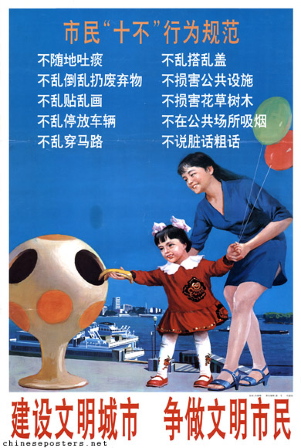 市民“十不”行为规范
不随地吐痰
不乱倒乱扔废弃物
不乱贴乱画
不乱停放车辆
不乱穿马路
不乱搭乱盖
不损害公共设施
不损害花草树木
不在公共场所吸烟
不说脏话粗话
建设文明城市 争做文明市民
chineseposters.net